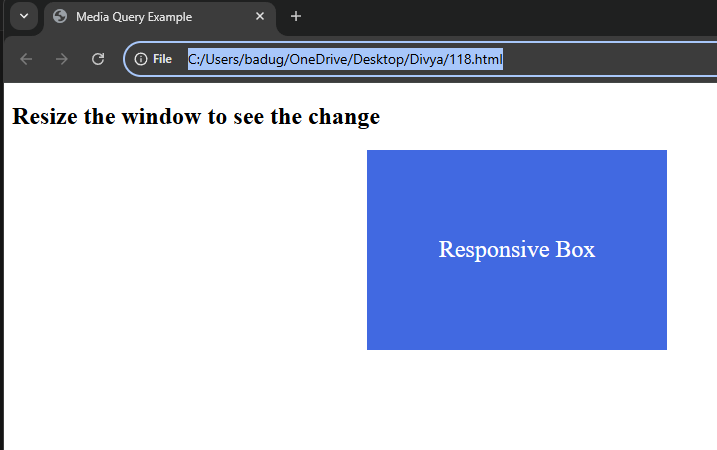 Media Query Example
File C:/Users/badug/OneDrive/Desktop/Divya/118.html
Resize the window to see the change
Responsive Box